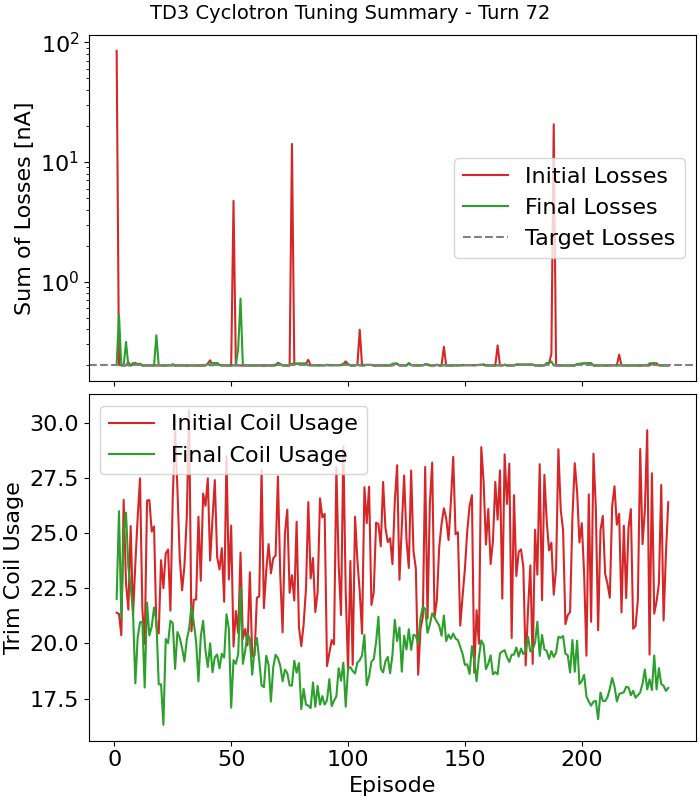 TD3 Cyclotron Tuning Summary - Turn 72
Sum of Losses [nA]
10²
10¹
10⁰
Initial Losses
Final Losses
Target Losses
Trim Coil Usage
30.0
27.5
25.0
22.5
20.0
17.5
Initial Coil Usage
Final Coil Usage
0 50 100 150 200
Episode